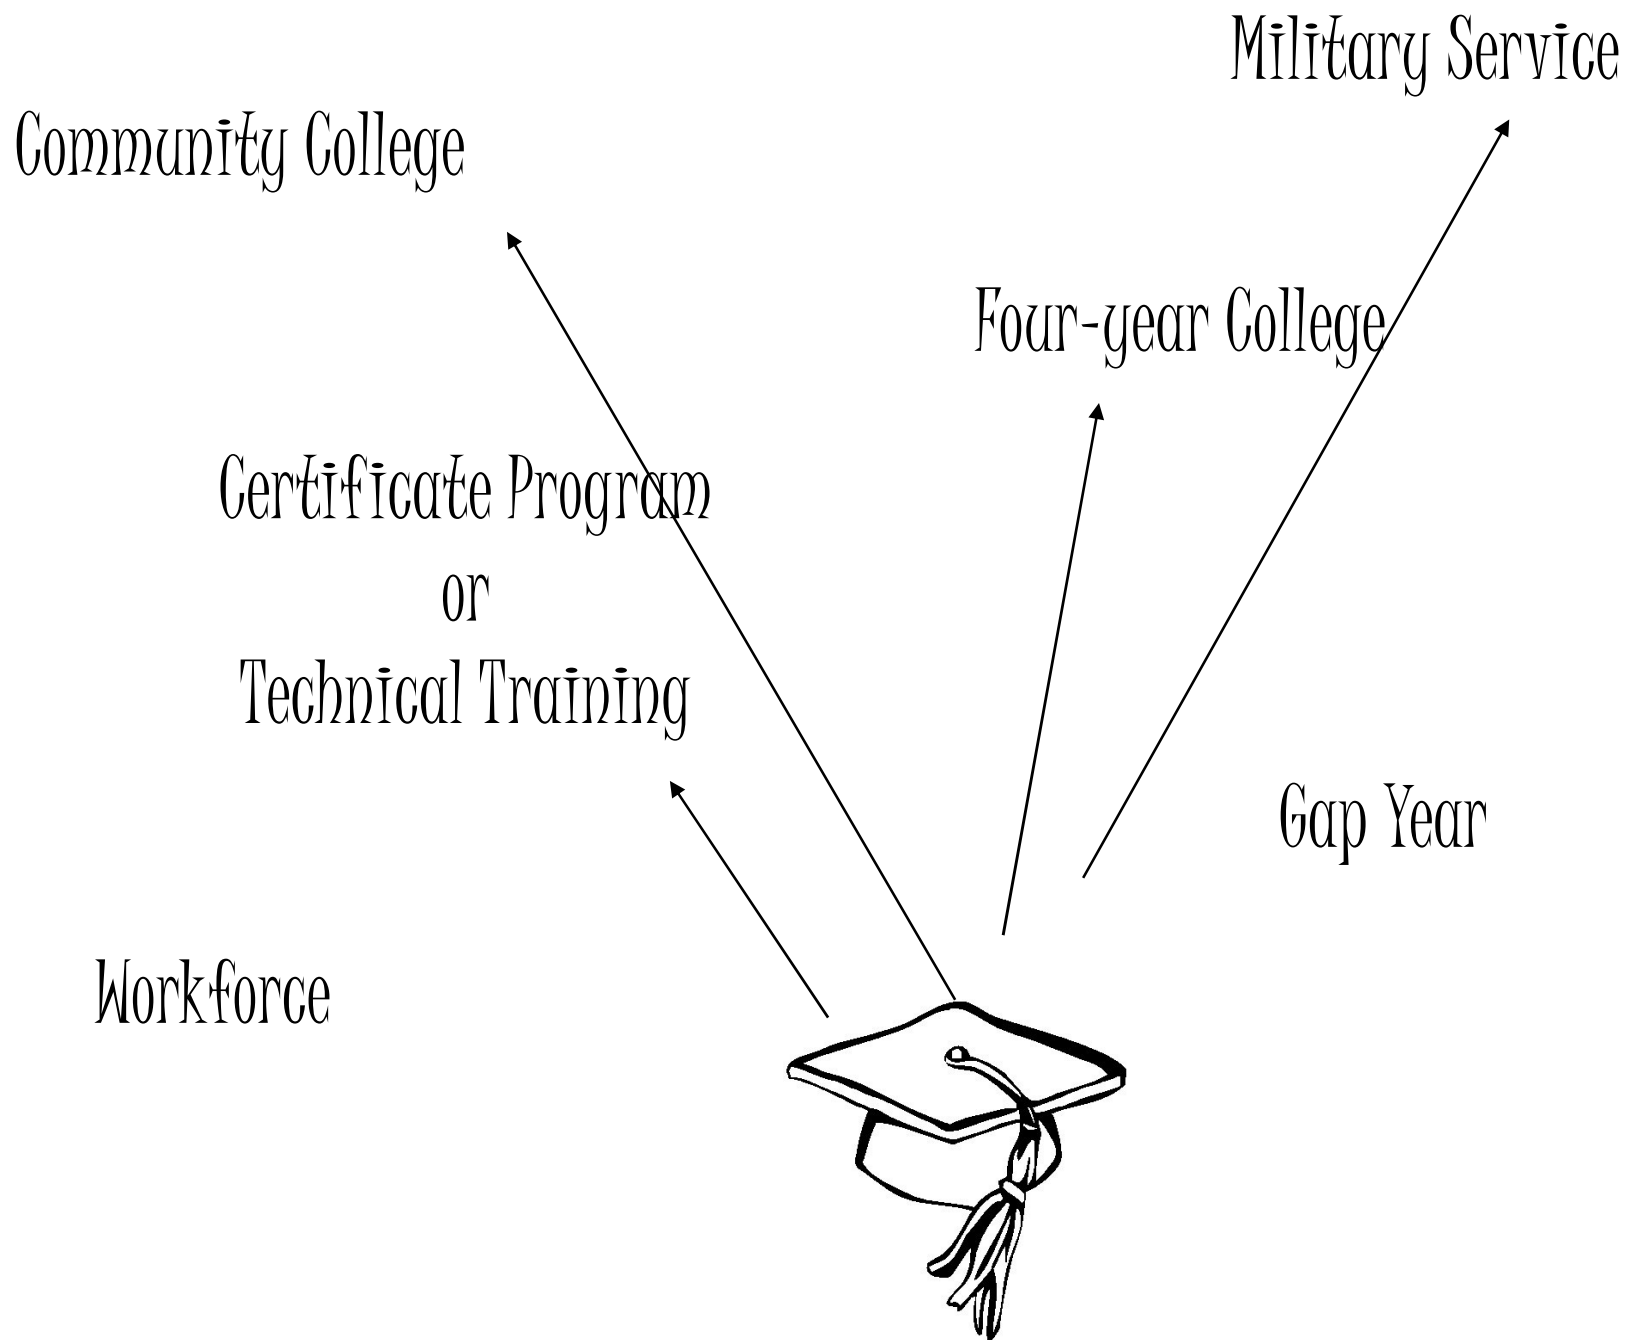 Military Service
Community College
Four-year College
Certificate Program
or
Technical Training
Gap Year
Workforce